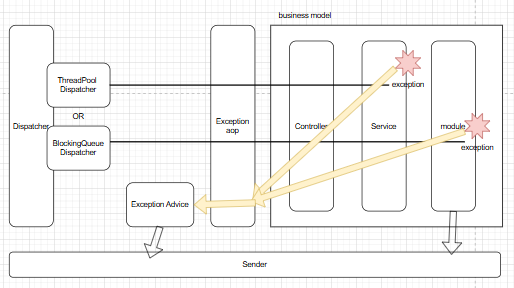 business model
ThreadPool
Dispatcher
OR
BlockingQueue
Dispatcher
Dispatcher
Exception
aop
Controller
Service
module
exception
exception
Exception Advice
Sender